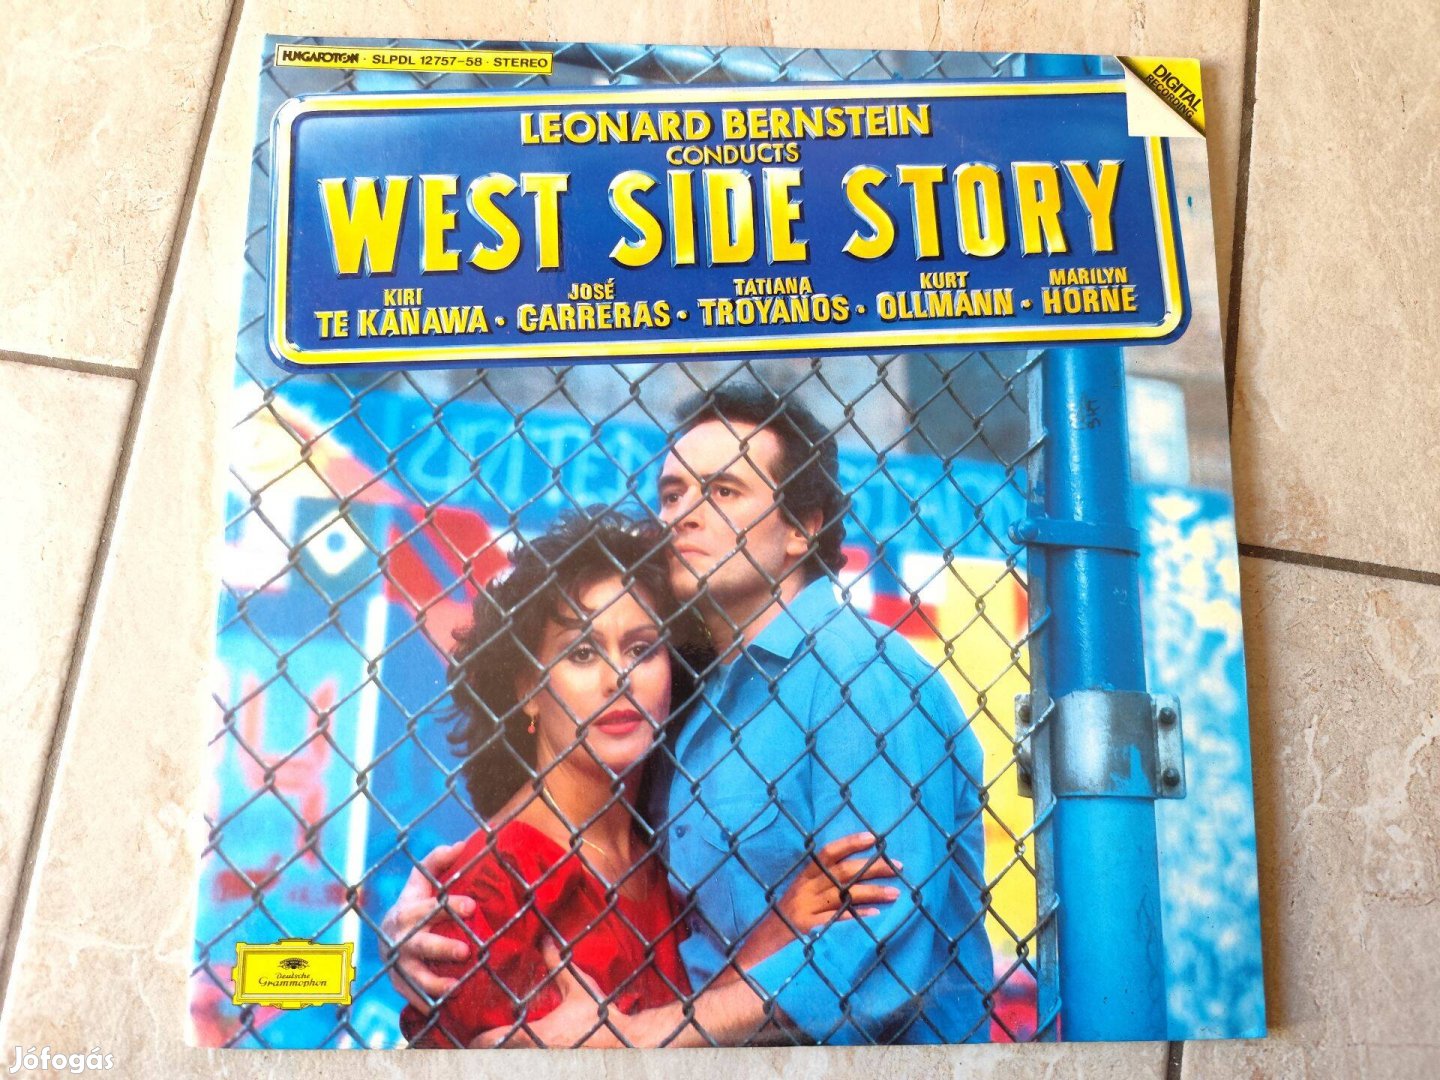 HUNGAROTON · SLPDL 12757-58 · STEREO
DIGITAL
RECORDING
LEONARD BERNSTEIN
CONDUCTS
WEST SIDE STORY
KIRI
TE KANAWA · JOSÉ
CARRERAS · TATIANA
TROYANOS · KURT
OLLMANN · MARILYN
HORNE
Deutsche
Grammophon
Jófogás